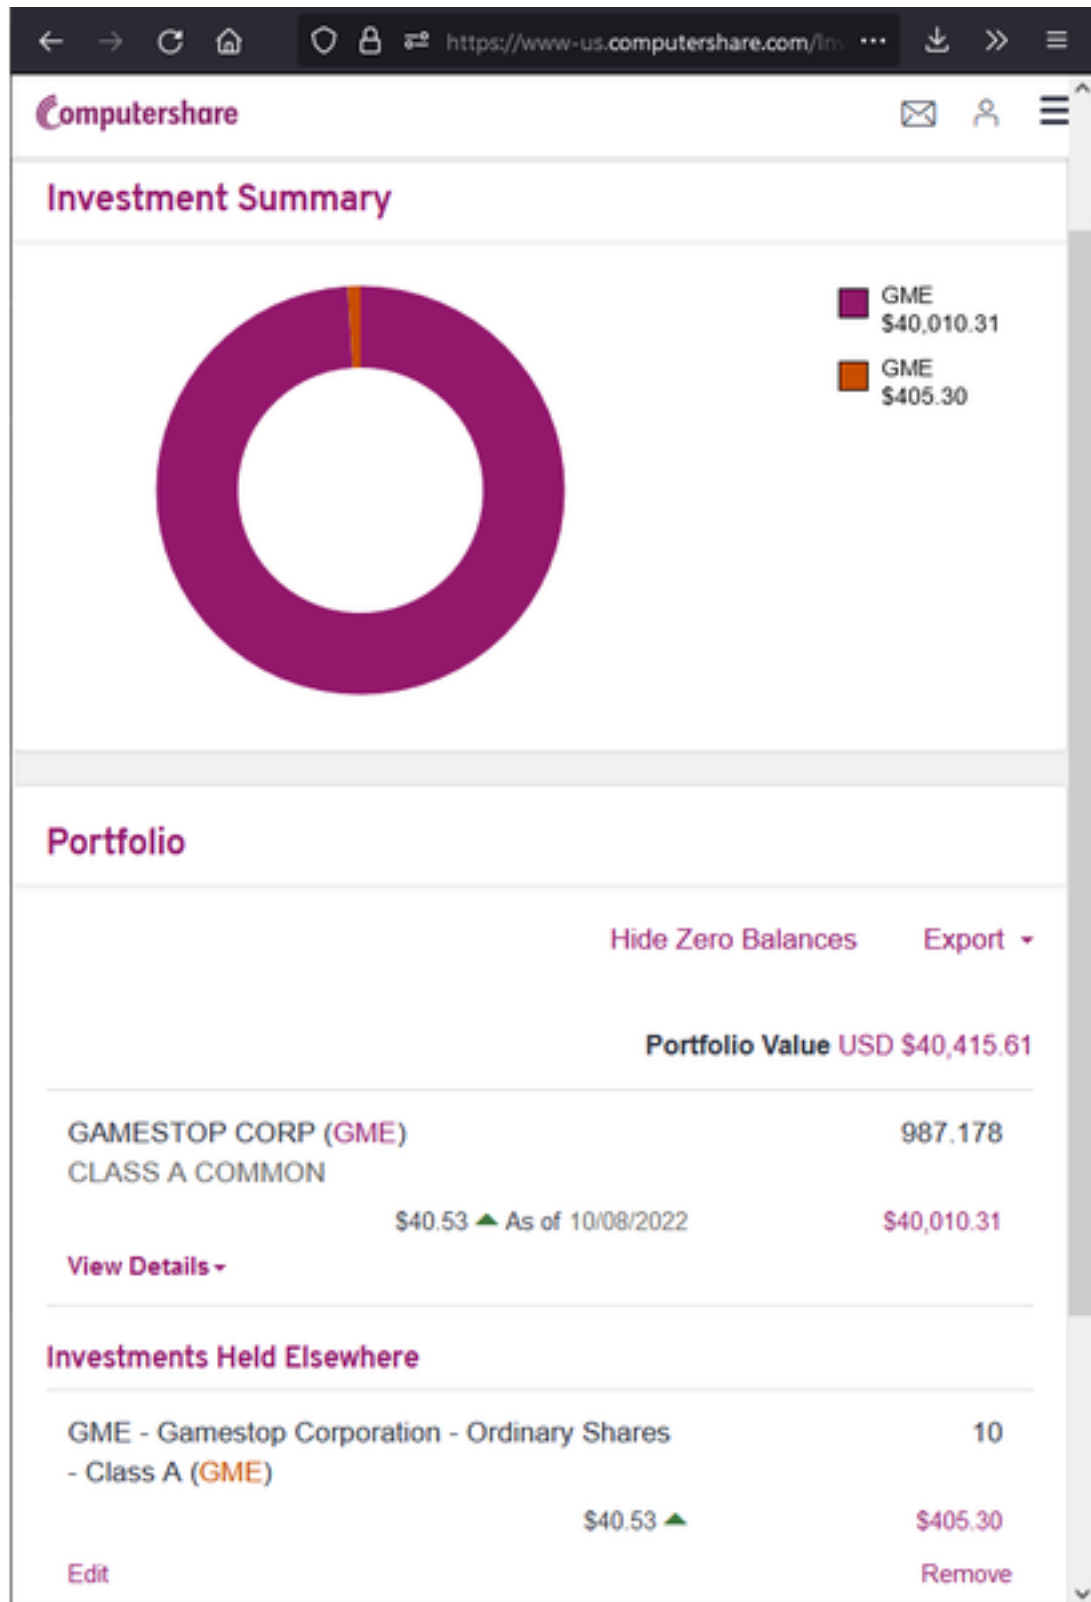 https://www-us.computershare.com/Inv
Computershare
Investment Summary
GME
$40,010.31
GME
$405.30
Portfolio
Hide Zero Balances Export
Portfolio Value USD $40,415.61
GAMESTOP CORP (GME) 987.178
CLASS A COMMON
$40.53 As of 10/08/2022 $40,010.31
View Details
Investments Held Elsewhere
GME - Gamestop Corporation - Ordinary Shares 10
- Class A (GME)
$40.53 $405.30
Edit Remove